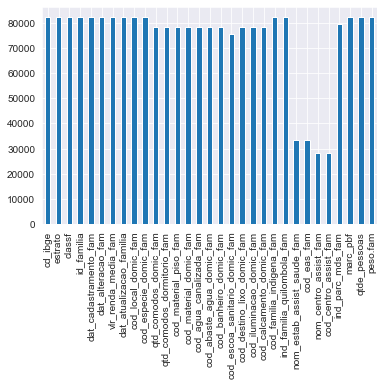 80000
70000
60000
50000
40000
30000
20000
10000
0
cd_ibge
estrato
classf
id_familia
dat_cadastramento_fam
dat_alteracao_fam
vlr_renda_media_fam
dat_atualizacao_familia
cod_local_domic_fam
cod_especie_domic_fam
qtd_comodos_domic_fam
qtd_comodos_dormitorio_fam
cod_material_piso_fam
cod_material_domic_fam
cod_agua_canalizada_fam
cod_abaste_agua_domic_fam
cod_banheiro_domic_fam
cod_escoa_sanitario_domic_fam
cod_destino_lixo_domic_fam
cod_iluminacao_domic_fam
cod_calcamento_domic_fam
cod_familia_indigena_fam
ind_familia_quilombola_fam
nom_estab_assist_saude_fam
cod_eas_fam
nom_centro_assist_fam
cod_centro_assist_fam
ind_parc_mds_fam
marc_pbf
qtde_pessoas
peso.fam